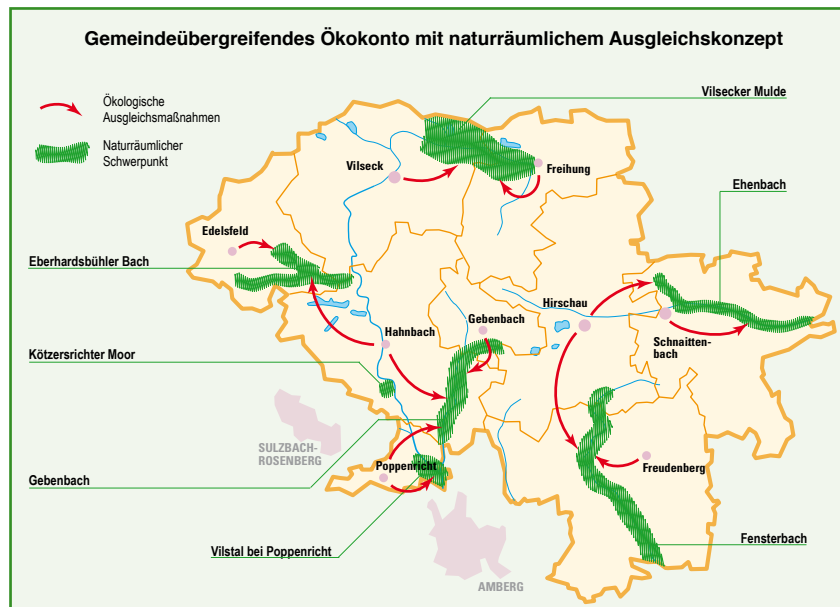 Gemeindeübergreifendes Ökokonto mit naturräumlichem Ausgleichskonzept
Ökologische
Ausgleichsmaßnahmen
Naturräumlicher
Schwerpunkt
Vilsecker Mulde
Vilseck
Freihung
Ehenbach
Edelsfeld
Eberhardsbühler Bach
Hirschau
Gebenbach
Hahnbach
Schnaitten-
bach
Kötzersrichter Moor
SULZBACH-
ROSENBERG
Poppenricht
Freudenberg
Gebenbach
Vilstal bei Poppenricht
Fensterbach
AMBERG